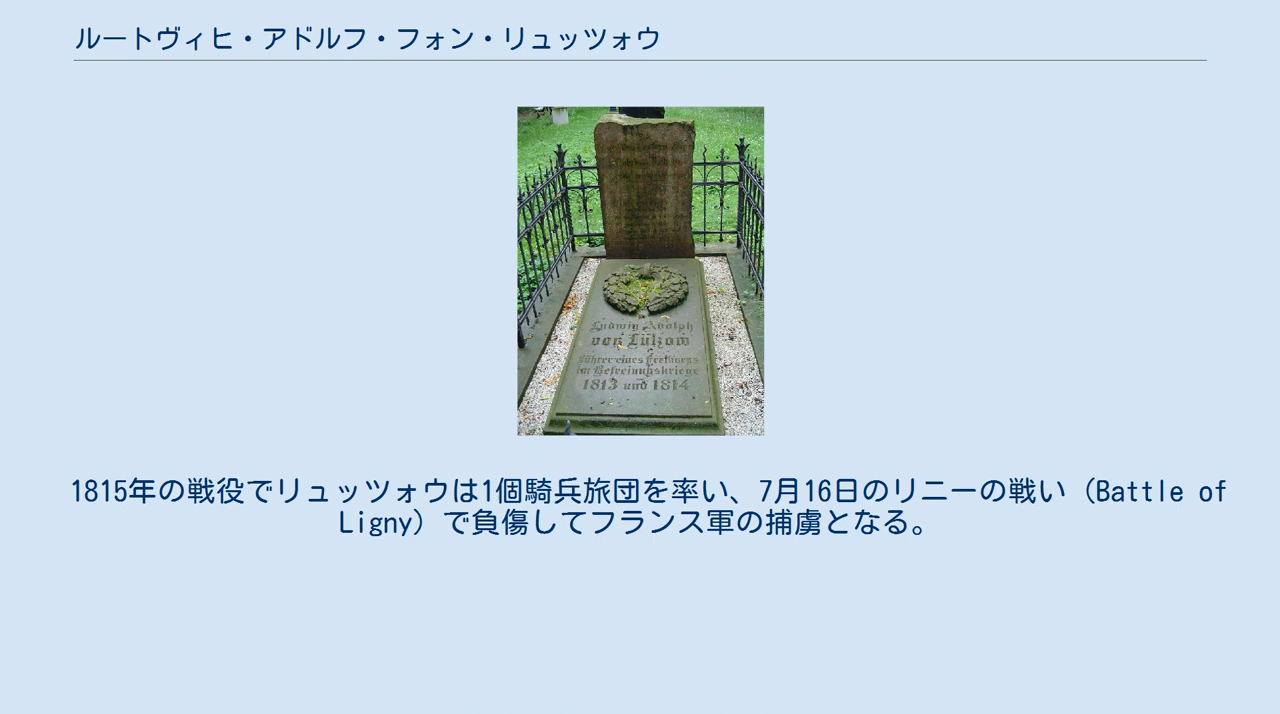 ルートヴィヒ・アドルフ・フォン・リュッツォウ
Ludwig Adolph
von Lützow
Führer eines Freikorps
im Befreiungskriege
1813 und 1814
1815年の戦役でリュッツォウは1個騎兵旅団を率い、7月16日のリニーの戦い（Battle of
Ligny）で負傷してフランス軍の捕虜となる。